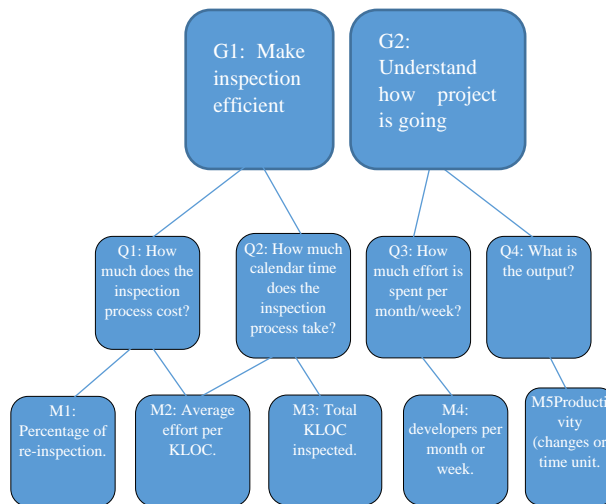 G1: Make
inspection
efficient
G2:
Understand
how project
is going
Q1: How
much does the
inspection
process cost?
Q2: How much
calendar time
does the
inspection
process take?
Q3: How
much effort is
spent per
month/week?
Q4: What is
the output?
M1:
Percentage of
re-inspection.
M2: Average
effort per
KLOC.
M3: Total
KLOC
inspected.
M4:
developers per
month or
week.
M5Producti
vity
(changes or
time unit.